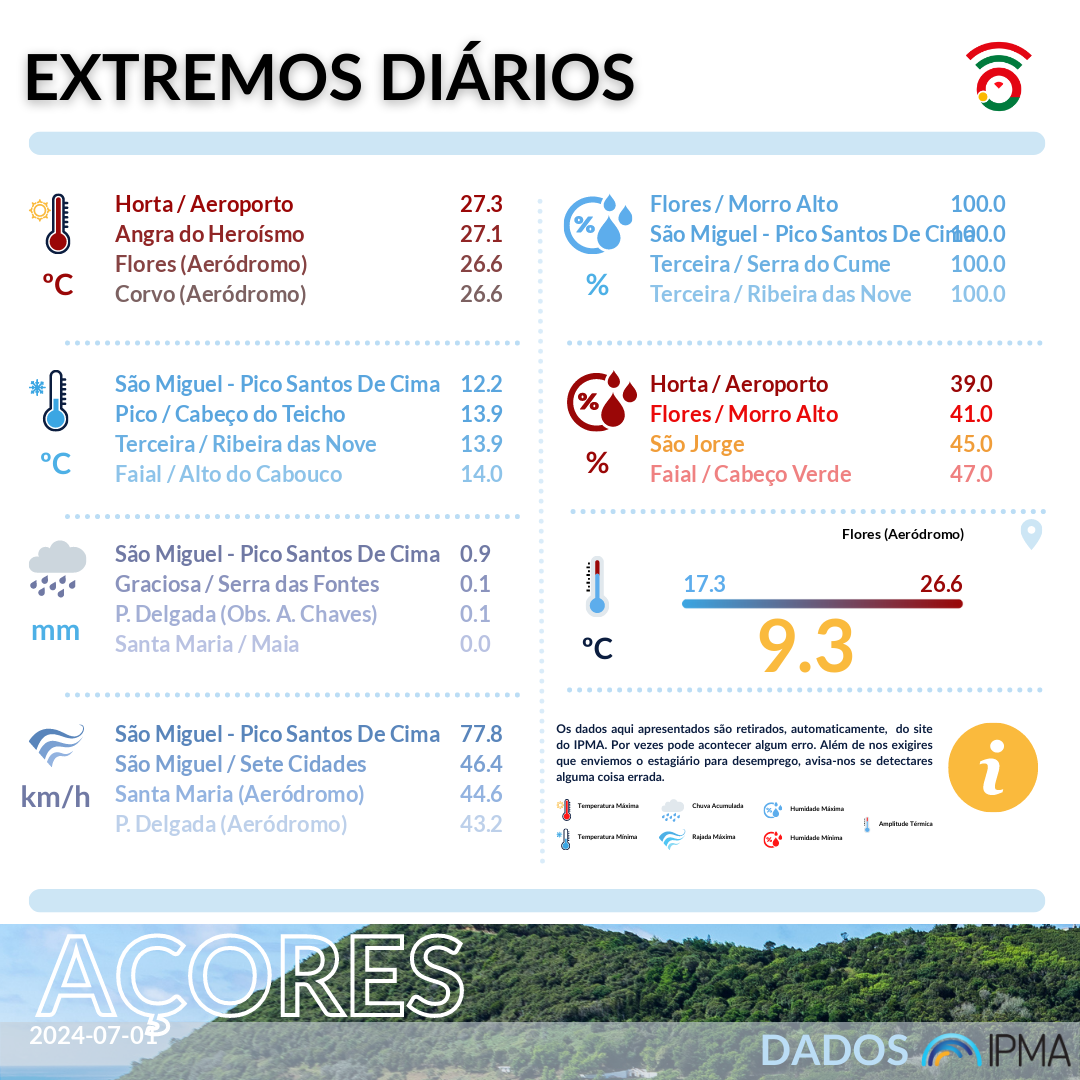 EXTREMOS DIÁRIOS
Horta / Aeroporto 27.3
Angra do Heroísmo 27.1
Flores (Aeródromo) 26.6
Corvo (Aeródromo) 26.6
ºC
Flores / Morro Alto 100.0
São Miguel - Pico Santos De Cima 100.0
Terceira / Serra do Cume 100.0
Terceira / Ribeira das Nove 100.0
%
%
São Miguel - Pico Santos De Cima 12.2
Pico / Cabeço do Teicho 13.9
Terceira / Ribeira das Nove 13.9
Faial / Alto do Cabouco 14.0
ºC
Horta / Aeroporto 39.0
Flores / Morro Alto 41.0
São Jorge 45.0
Faial / Cabeço Verde 47.0
%
%
São Miguel - Pico Santos De Cima 0.9
Graciosa / Serra das Fontes 0.1
P. Delgada (Obs. A. Chaves) 0.1
Santa Maria / Maia 0.0
mm
Flores (Aeródromo)
17.3 26.6
9.3
ºC
São Miguel - Pico Santos De Cima 77.8
São Miguel / Sete Cidades 46.4
Santa Maria (Aeródromo) 44.6
P. Delgada (Aeródromo) 43.2
km/h
Os dados aqui apresentados são retirados, automaticamente, do site
do IPMA. Por vezes pode acontecer algum erro. Além de nos exigires
que enviemos o estagiário para desemprego, avisa-nos se detectares
alguma coisa errada.
i
Temperatura Máxima
Chuva Acumulada
Humidade Máxima
Amplitude Térmica
Temperatura Mínima
Rajada Máxima
Humidade Mínima
AÇORES
2024-07-01
DADOS IPMA